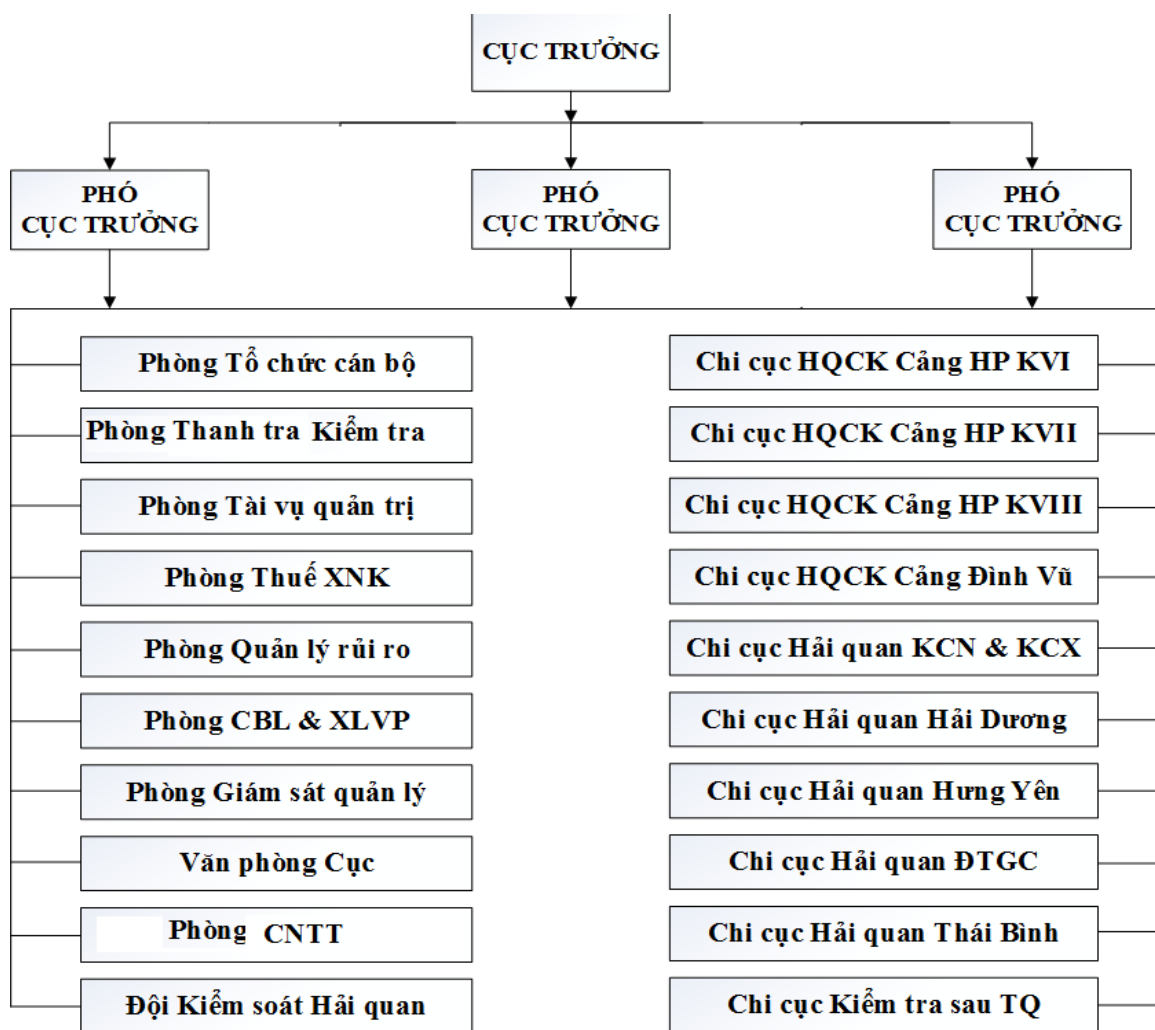 CỤC TRƯỞNG
PHÓ
CỤC TRƯỞNG
PHÓ
CỤC TRƯỞNG
PHÓ
CỤC TRƯỞNG
Phòng Tổ chức cán bộ
Phòng Thanh tra Kiểm tra
Phòng Tài vụ quản trị
Phòng Thuế XNK
Phòng Quản lý rủi ro
Phòng CBL & XLVP
Phòng Giám sát quản lý
Văn phòng Cục
Phòng CNTT
Đội Kiểm soát Hải quan
Chi cục HQCK Cảng HP KVI
Chi cục HQCK Cảng HP KVII
Chi cục HQCK Cảng HP KVIII
Chi cục HQCK Cảng Đình Vũ
Chi cục Hải quan KCN & KCX
Chi cục Hải quan Hải Dương
Chi cục Hải quan Hưng Yên
Chi cục Hải quan ĐTGC
Chi cục Hải quan Thái Bình
Chi cục Kiểm tra sau TQ